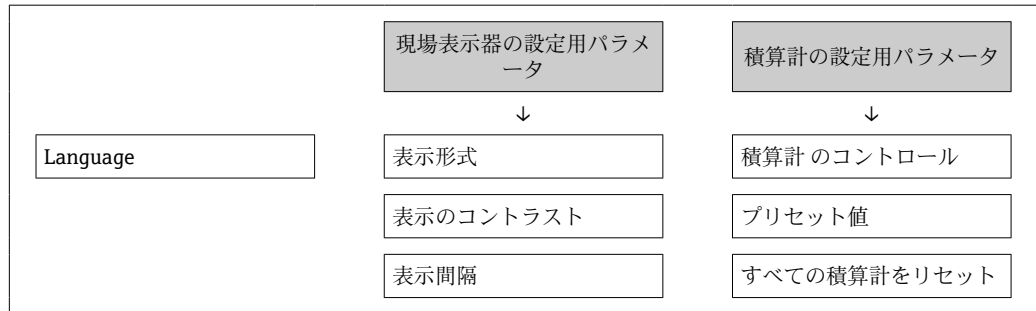 現場表示器の設定用パラメ
ータ
積算計の設定用パラメータ
↓
↓
Language
表示形式
積算計 のコントロール
表示のコントラスト
プリセット値
表示間隔
すべての積算計をリセット